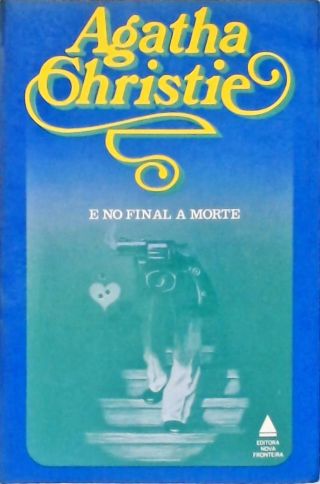 Agatha
Christie
E NO FINAL A MORTE
EDITORA
NOVA
FRONTEIRA